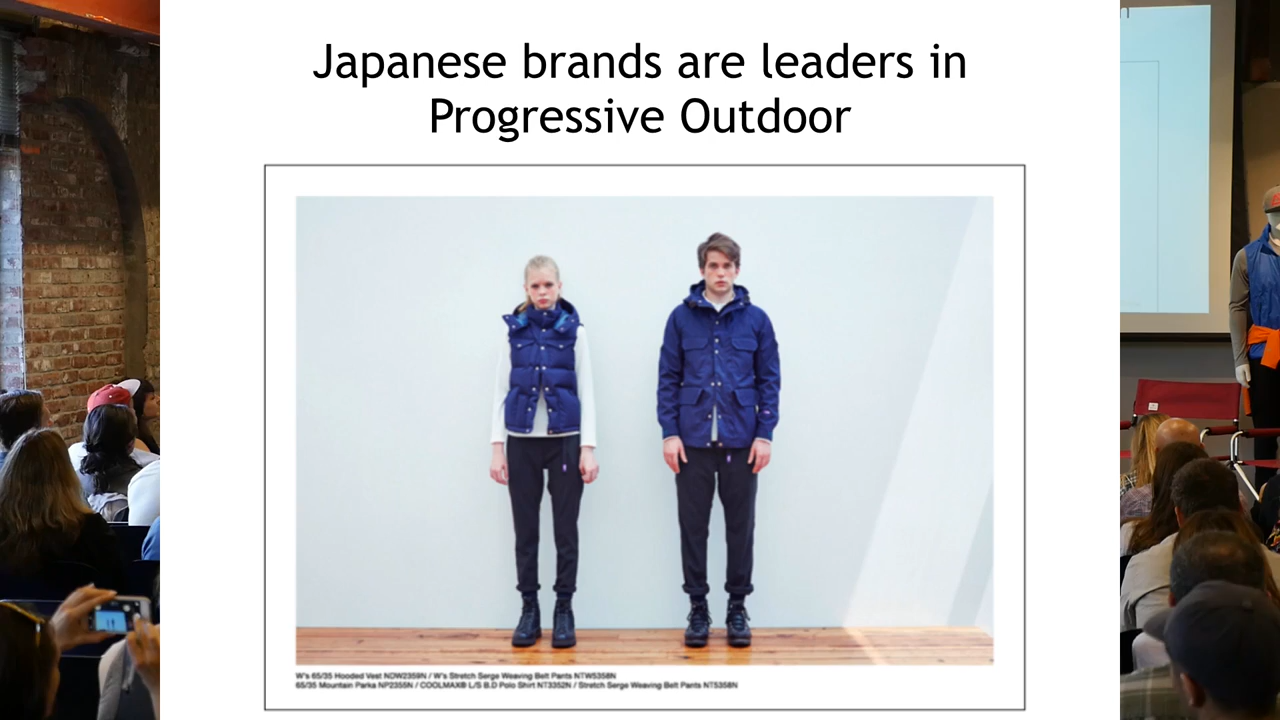 Japanese brands are leaders in
Progressive Outdoor
W's 65/35 Hooded Vest NDW2359N / W's Stretch Serge Weaving Belt Pants NTW5358N
65/35 Mountain Parka NP2355N / COOLMAX® L/S B.D Polo Shirt NT3352N / Stretch Serge Weaving Belt Pants NT5358N